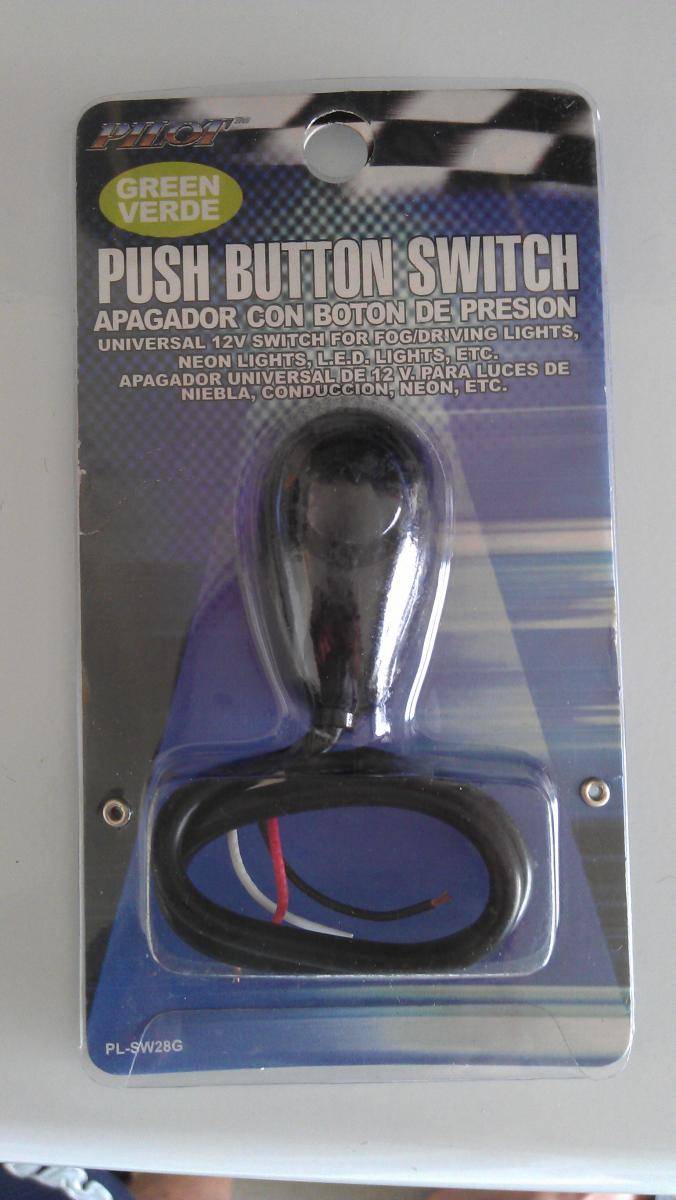 PILOT™
GREEN
VERDE
PUSH BUTTON SWITCH
APAGADOR CON BOTON DE PRESION
UNIVERSAL 12V SWITCH FOR FOG/DRIVING LIGHTS,
NEON LIGHTS, L.E.D. LIGHTS, ETC.
APAGADOR UNIVERSAL DE 12 V. PARA LUCES DE
NIEBLA, CONDUCCION, NEON, ETC.
PL-SW28G